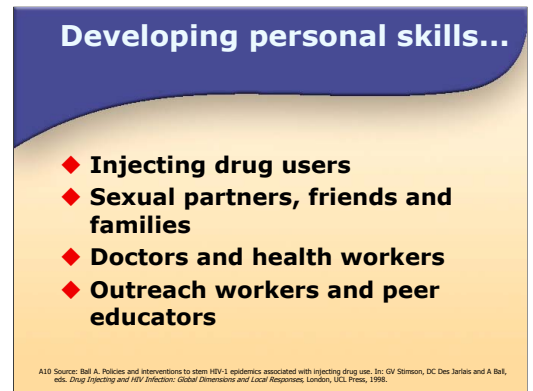 Developing personal skills...
Injecting drug users
Sexual partners, friends and
families
Doctors and health workers
Outreach workers and peer
educators
A10 Source: Ball A. Policies and interventions to stem HIV-1 epidemics associated with injecting drug use. In: GV Stimson, DC Des Jarlais and A Ball,
eds. Drug Injecting and HIV Infection: Global Dimensions and Local Responses, London, UCL Press, 1998.